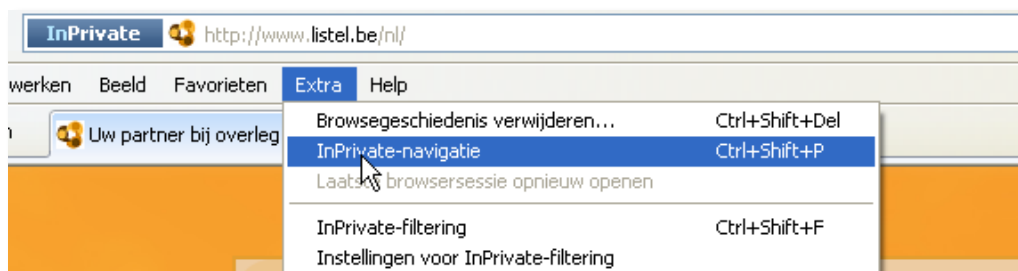 InPrivate http://www.listel.be/nl/
werken Beeld Favorieten Extra Help
Uw partner bij overleg
Browsegeschiedenis verwijderen... Ctrl+Shift+Del
InPrivate-navigatie Ctrl+Shift+P
Laatste browsersessie opnieuw openen
InPrivate-filtering Ctrl+Shift+F
Instellingen voor InPrivate-filtering